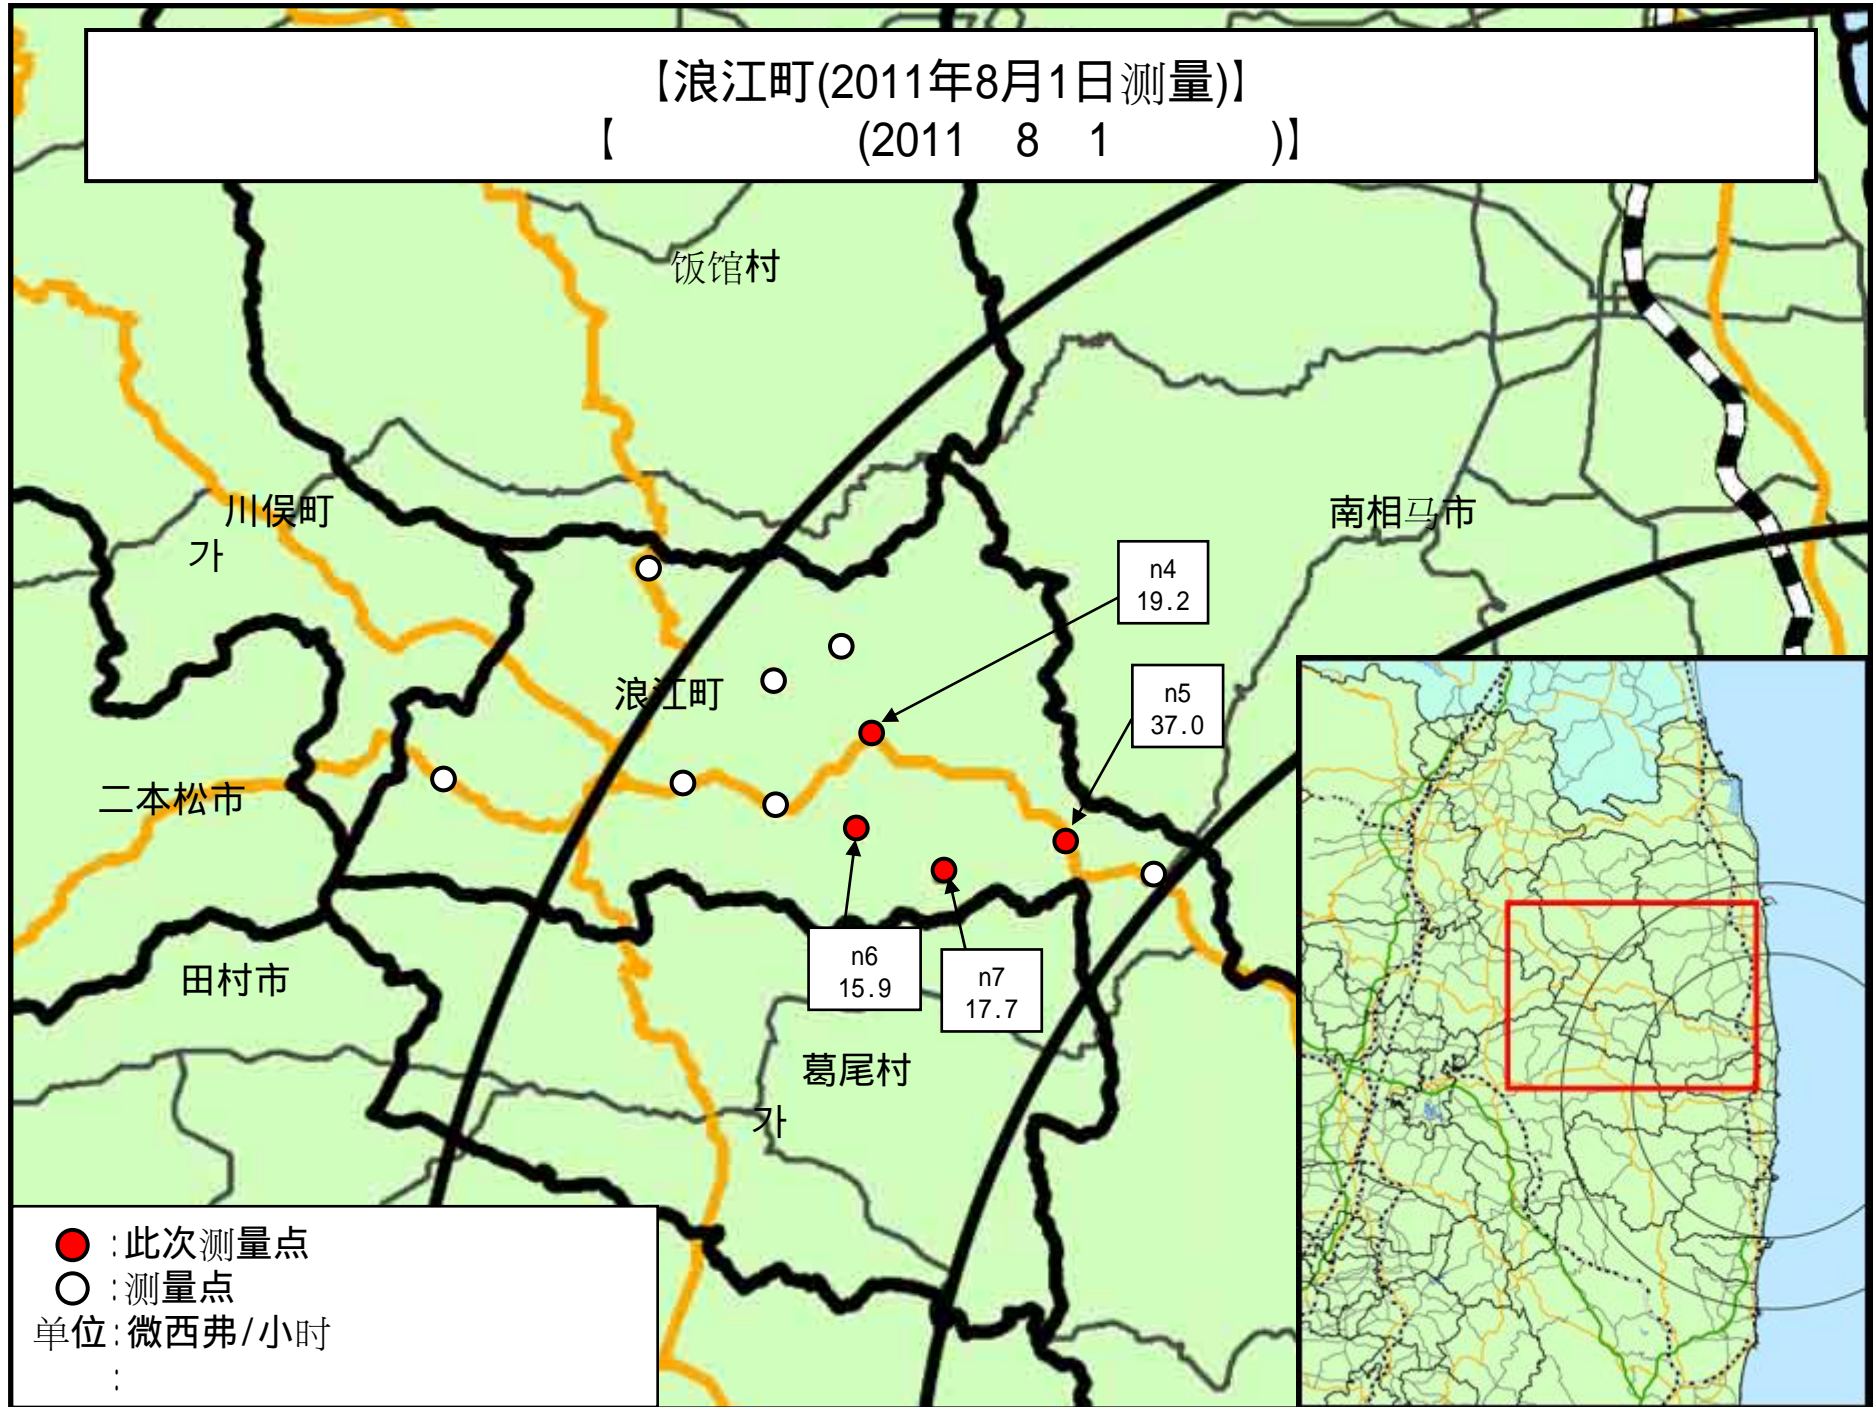 【浪江町(2011年8月1日测量)】
【 (2011 8 1 )】
饭馆村
川俣町
가
南相马市
n4
19.2
浪江町
n5
37.0
二本松市
n6
15.9
n7
17.7
田村市
葛尾村
가
:此次测量点
:测量点
单位:微西弗/小时
: